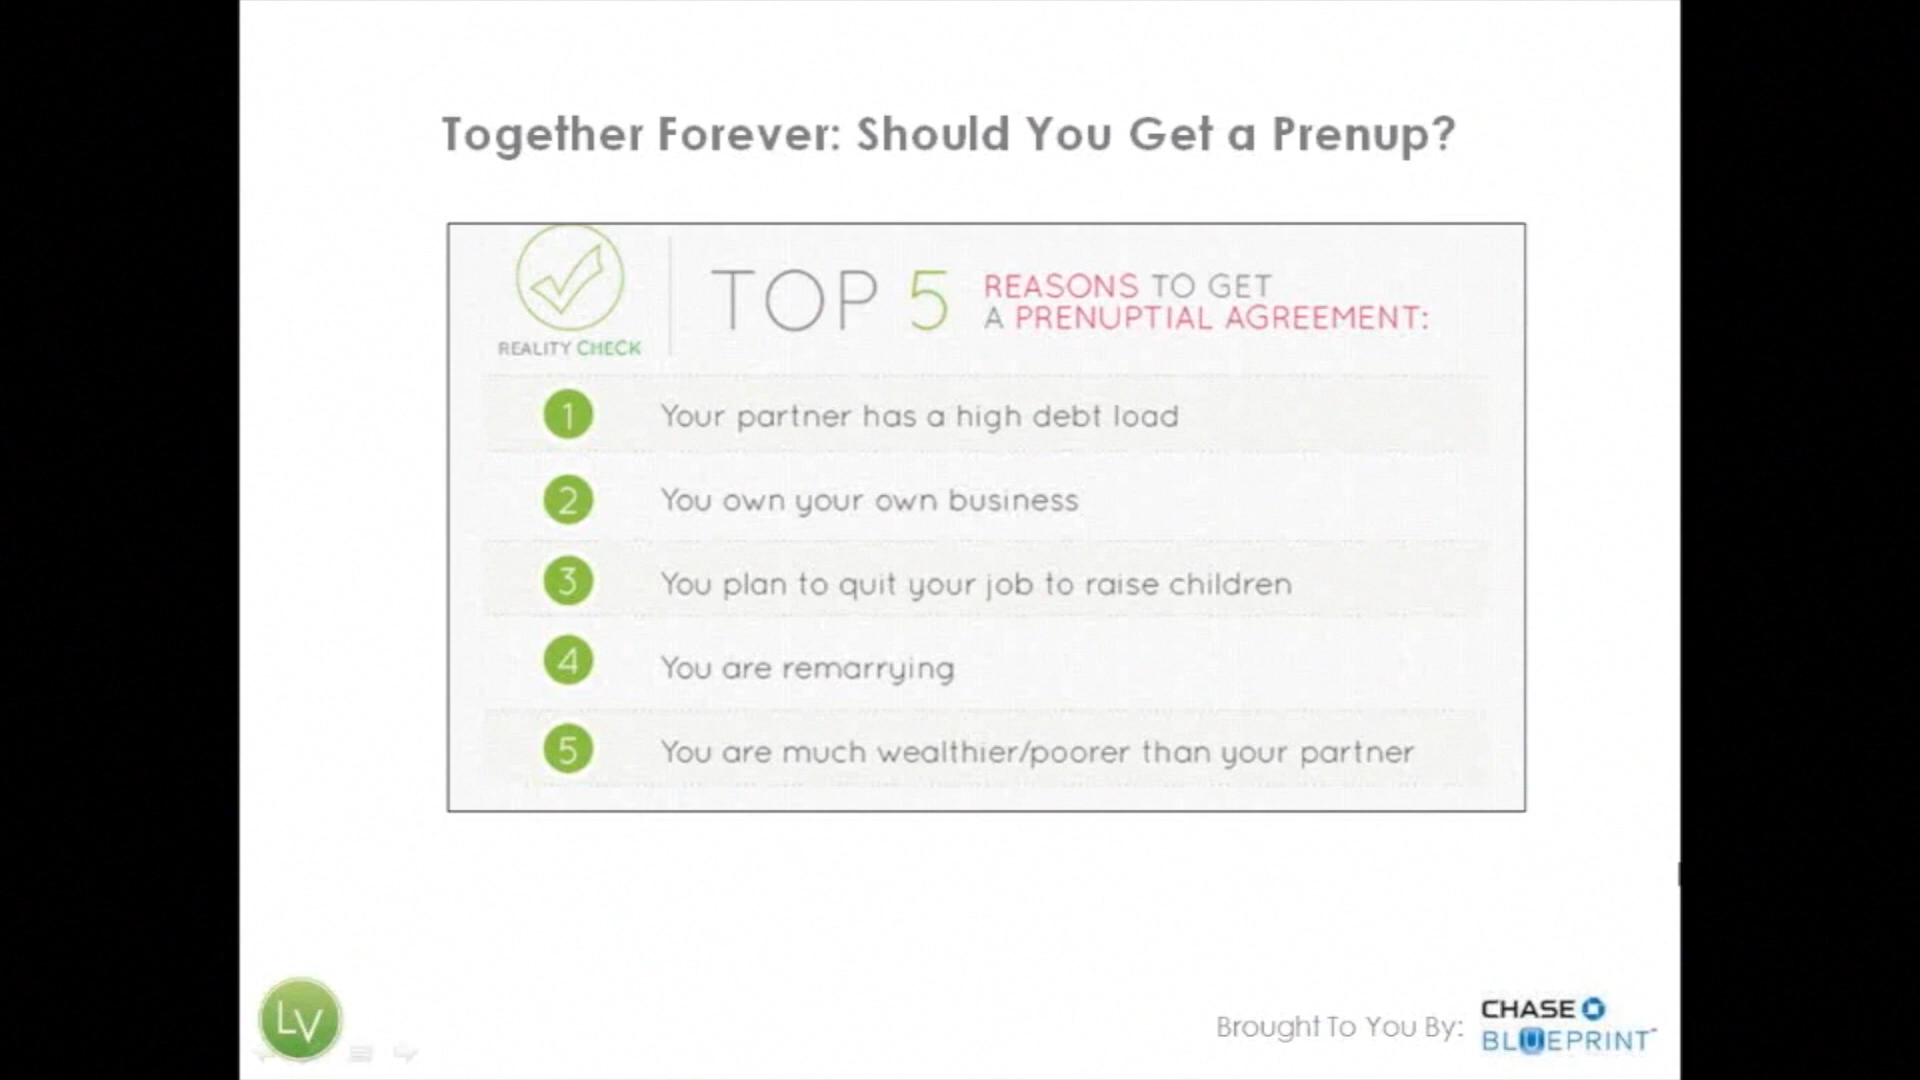 Together Forever: Should You Get a Prenup?
REALITY CHECK
TOP 5
REASONS TO GET
A PRENUPTIAL AGREEMENT:
1 Your partner has a high debt load
2 You own your own business
3 You plan to quit your job to raise children
4 You are remarrying
5 You are much wealthier/poorer than your partner
LV
Brought To You By:
CHASE
BLUEPRINT